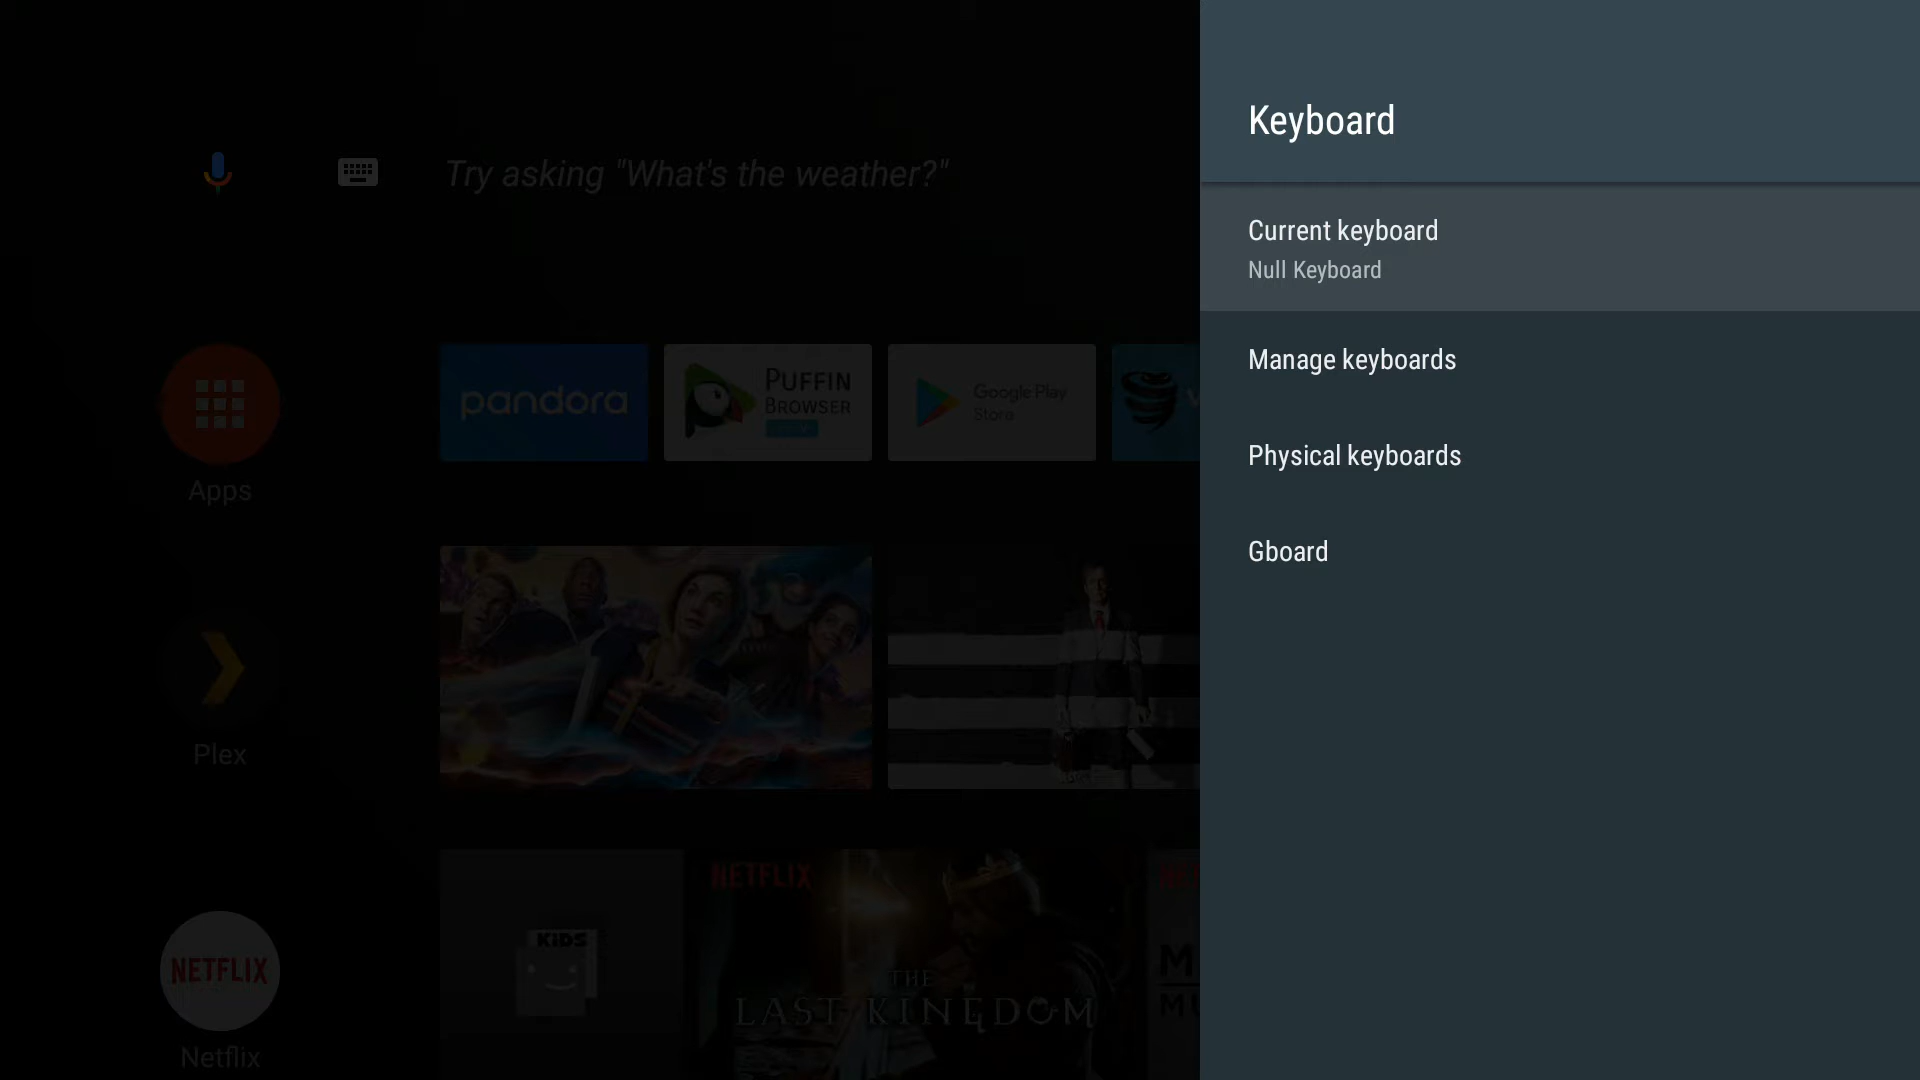 Keyboard
Current keyboard
Null Keyboard
Manage keyboards
Physical keyboards
Gboard
Try asking "What's the weather?"
Apps
pandora
PUFFIN
BROWSER
Google Play
Store
Plex
NETFLIX
Netflix
KIDS
NETFLIX
THE
LAST KINGDOM